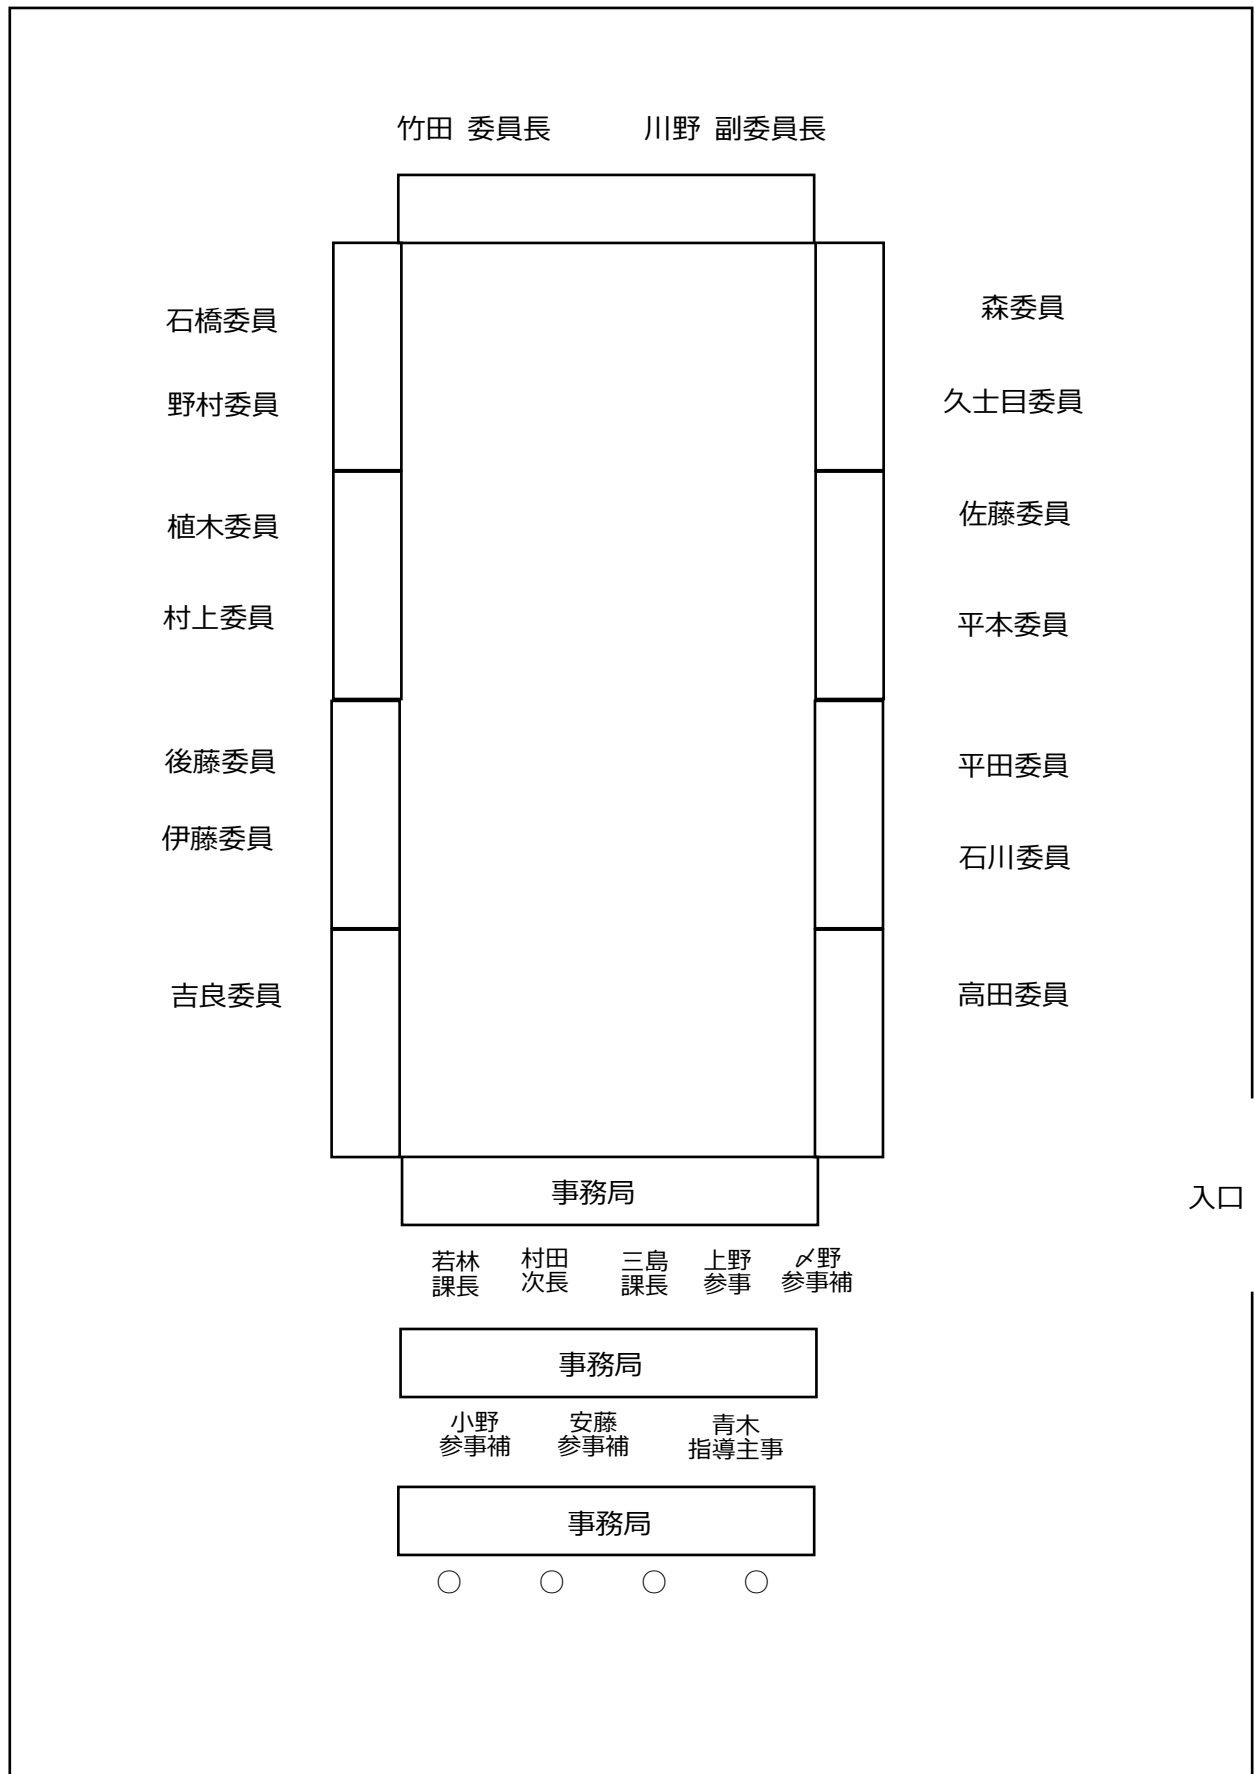 竹田 委員長 川野 副委員長
石橋委員 森委員
野村委員 久士目委員
植木委員 佐藤委員
村上委員 平本委員
後藤委員 平田委員
伊藤委員 石川委員
吉良委員 高田委員
事務局
入口
若林 村田 三島 上野 〆野
課長 次長 課長 参事 参事補
事務局
小野 安藤 青木
参事補 参事補 指導主事
事務局
○ ○ ○ ○